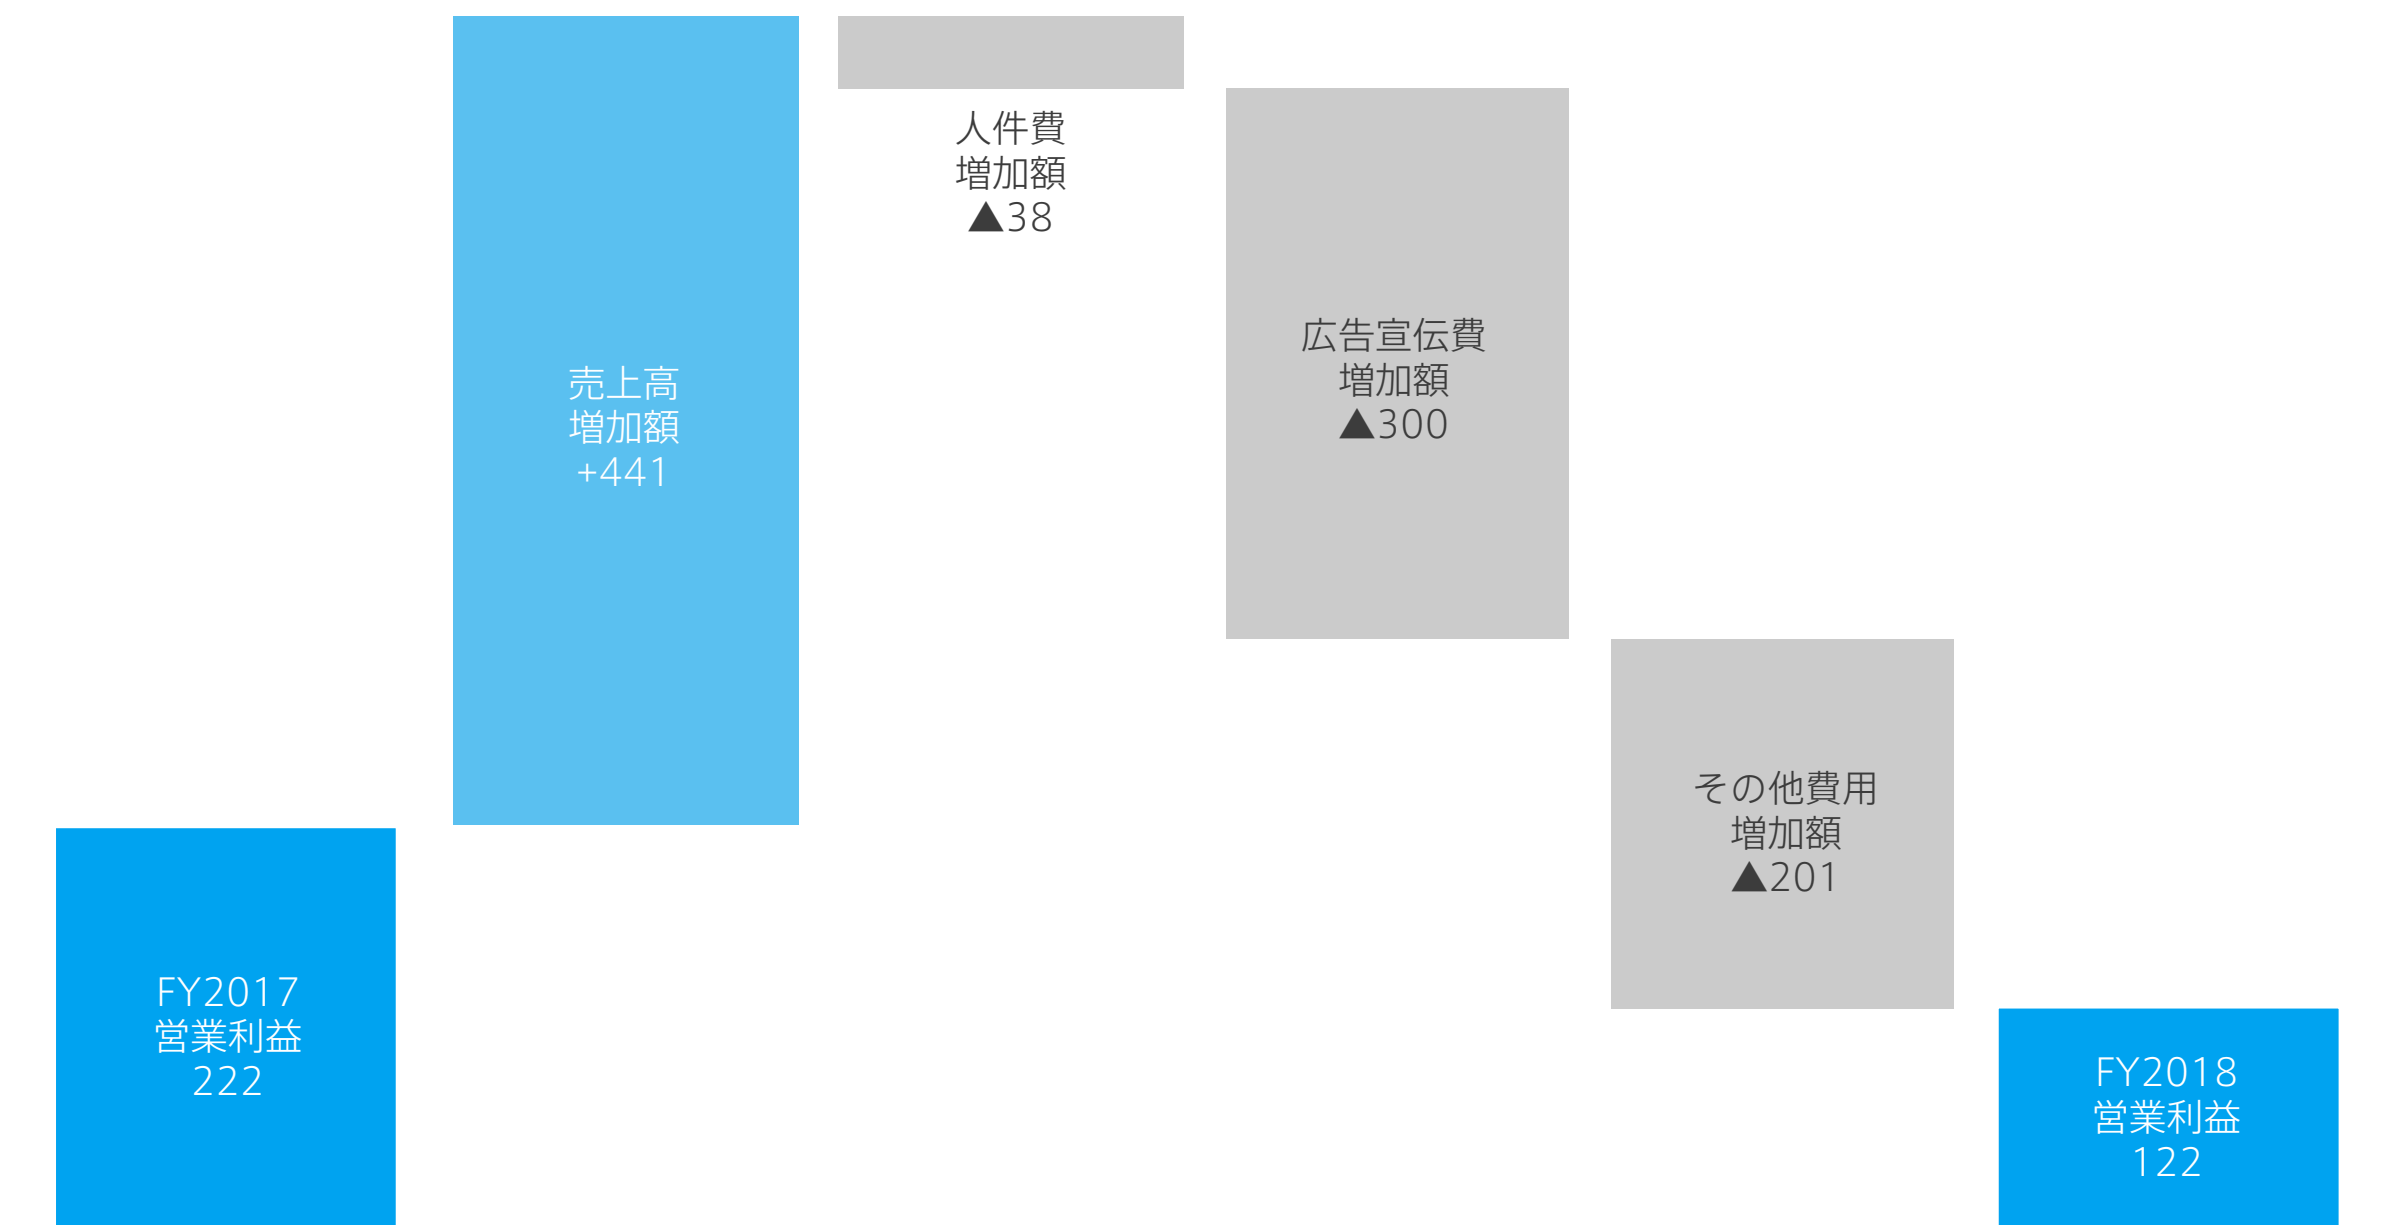 売上高
増加額
+441
人件費
増加額
▲38
広告宣伝費
増加額
▲300
その他費用
増加額
▲201
FY2017
営業利益
222
FY2018
営業利益
122